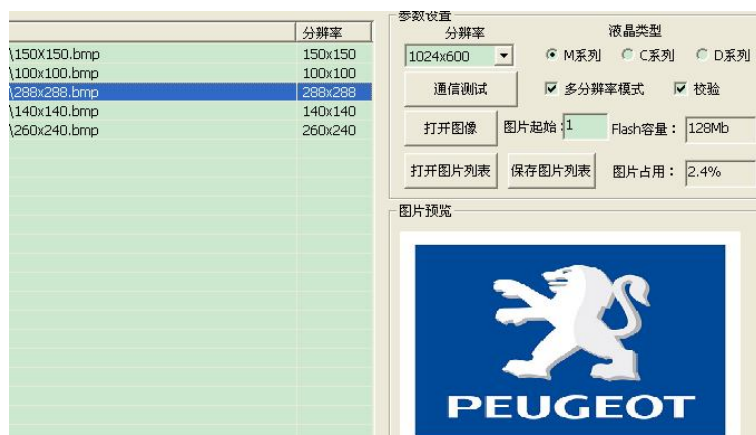 分辨率
\150X150.bmp 150x150
\100x100.bmp 100x100
\288x288.bmp 288x288
\140x140.bmp 140x140
\260x240.bmp 260x240
参数设置
分辨率 液晶类型
1024x600 M系列 C系列 D系列
通信测试 多分辨率模式 校验
打开图像 图片起始: 1 Flash容量: 128Mb
打开图片列表 保存图片列表 图片占用: 2.4%
图片预览
PEUGEOT